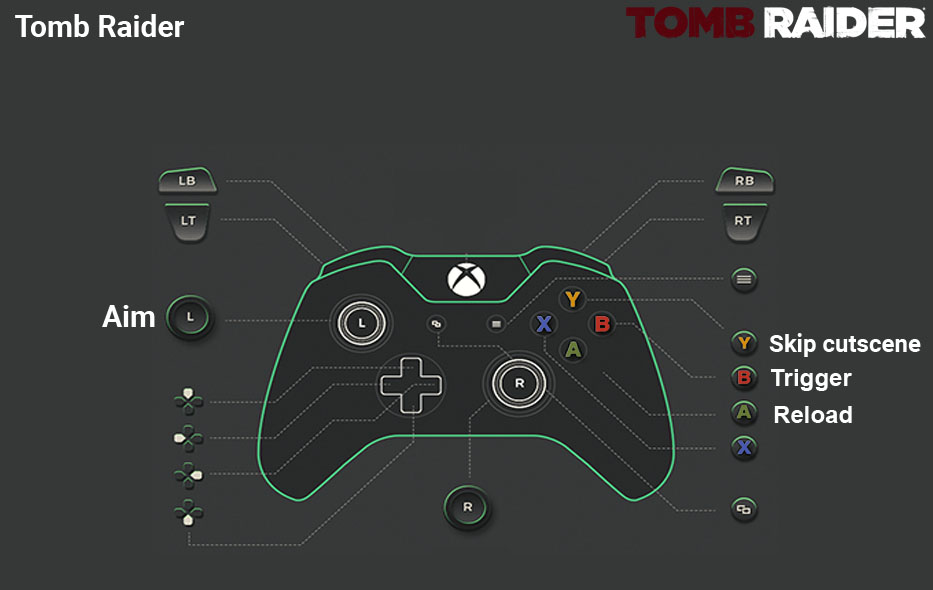 Tomb Raider
TOMB RAIDER
LB
RB
LT
RT
Y
L
Aim
L
X
B
Y
Skip cutscene
A
B
Trigger
R
A
Reload
X
R